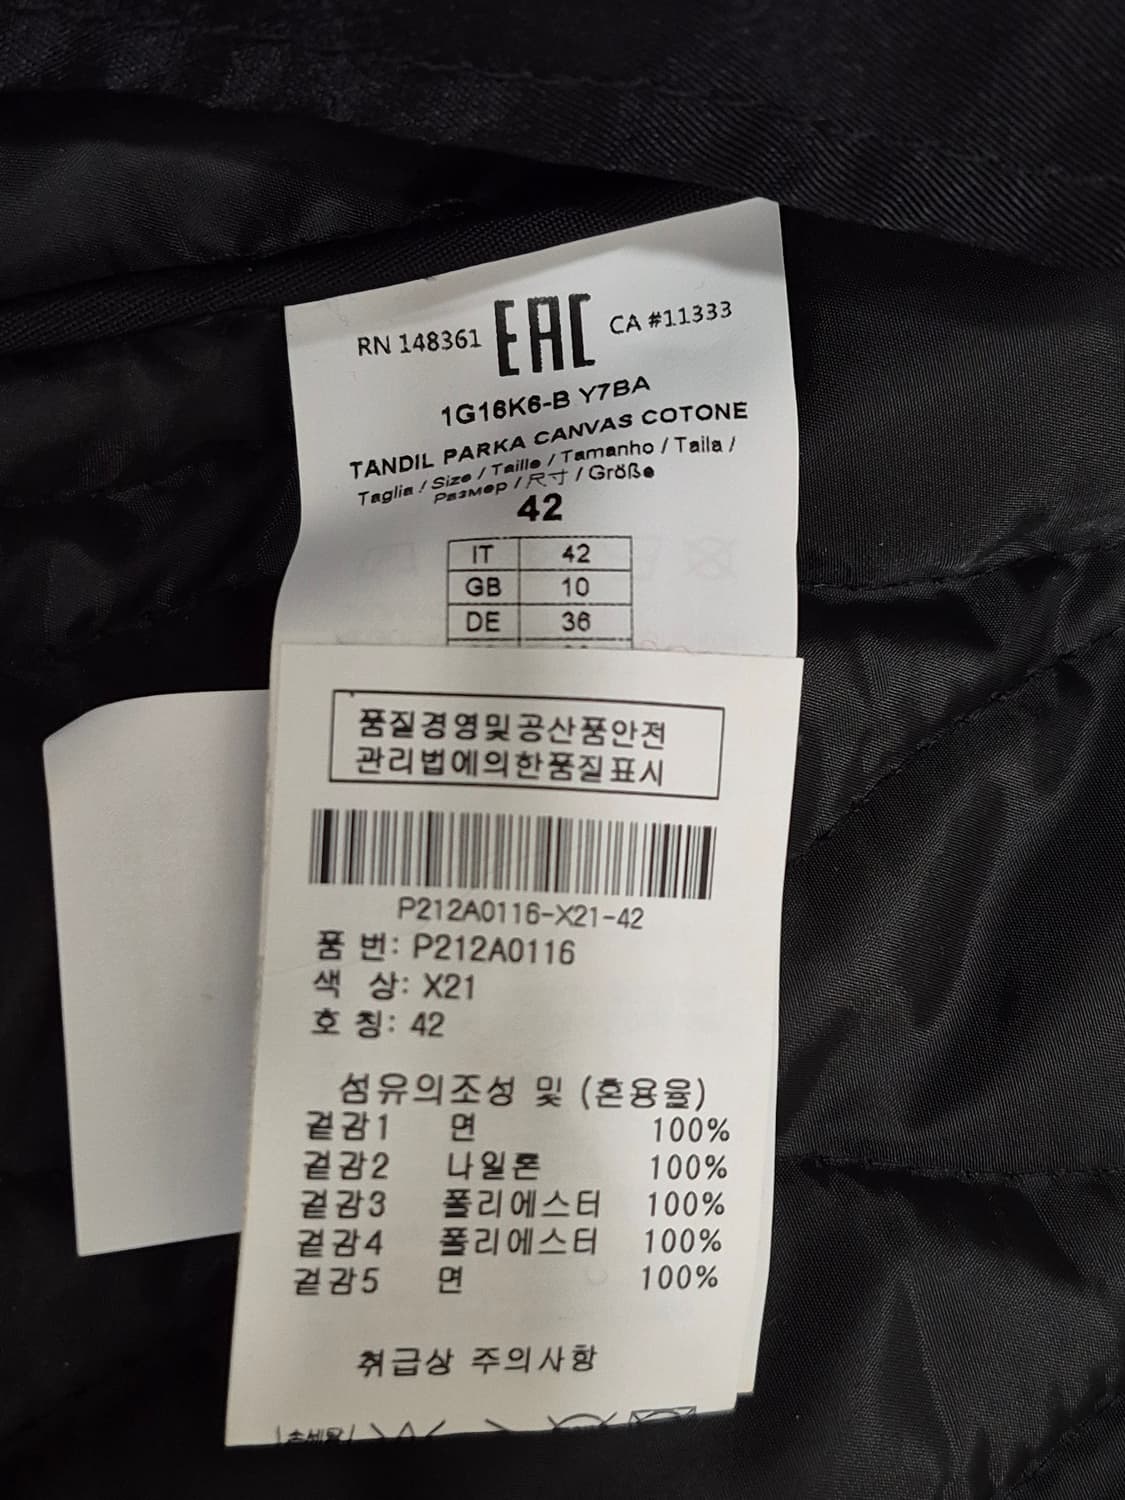 RN 148361 EAC CA #11333
1G16K6-B Y7BA
TANDIL PARKA CANVAS COTONE
Taglia / Size / Taille / Tamanho / Talla /
Размер / 尺寸 / Größe
42
IT 42
GB 10
DE 36
품질경영및공산품안전
관리법에의한품질표시
P212A0116-X21-42
품 번: P212A0116
색 상: X21
호 칭: 42
섬유의조성 및 (혼용율)
겉감1 면 100%
겉감2 나일론 100%
겉감3 폴리에스터 100%
겉감4 폴리에스터 100%
겉감5 면 100%
취급상 주의사항